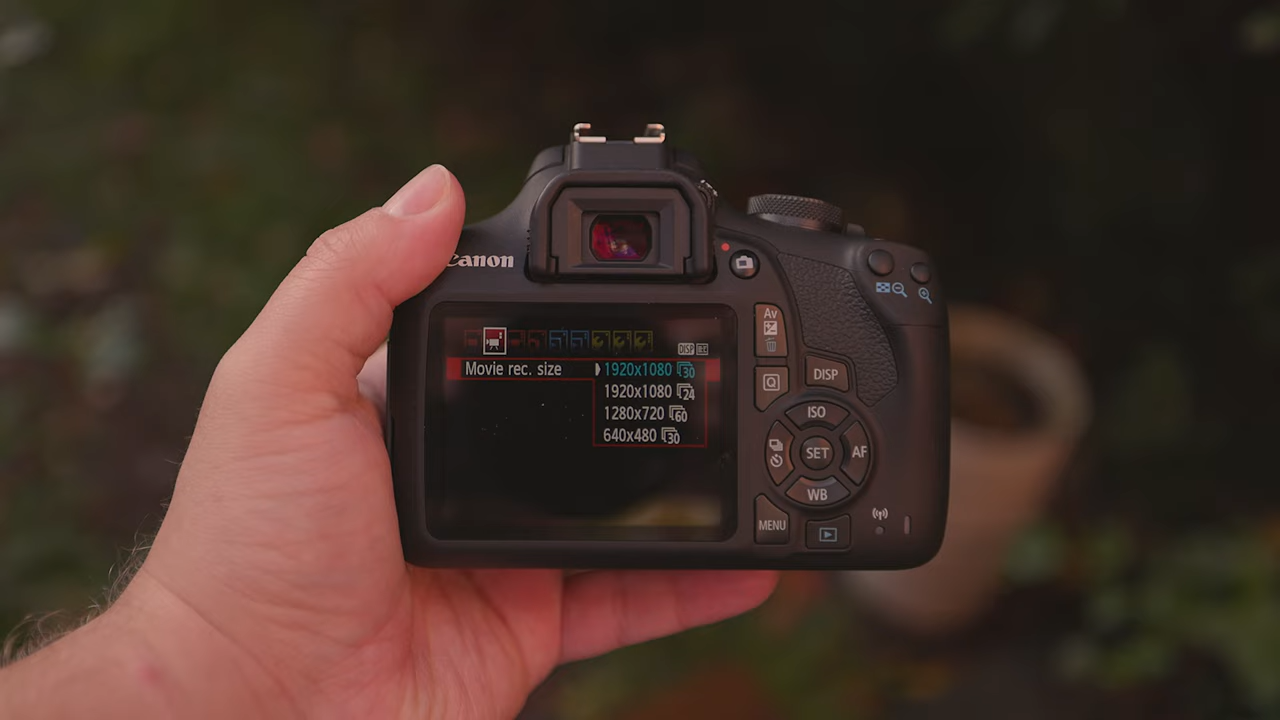 Canon
Av
DISP
Movie rec. size
1920x1080 30
1920x1080 24
1280x720 60
640x480 30
Q
DISP
ISO
SET
AF
WB
MENU